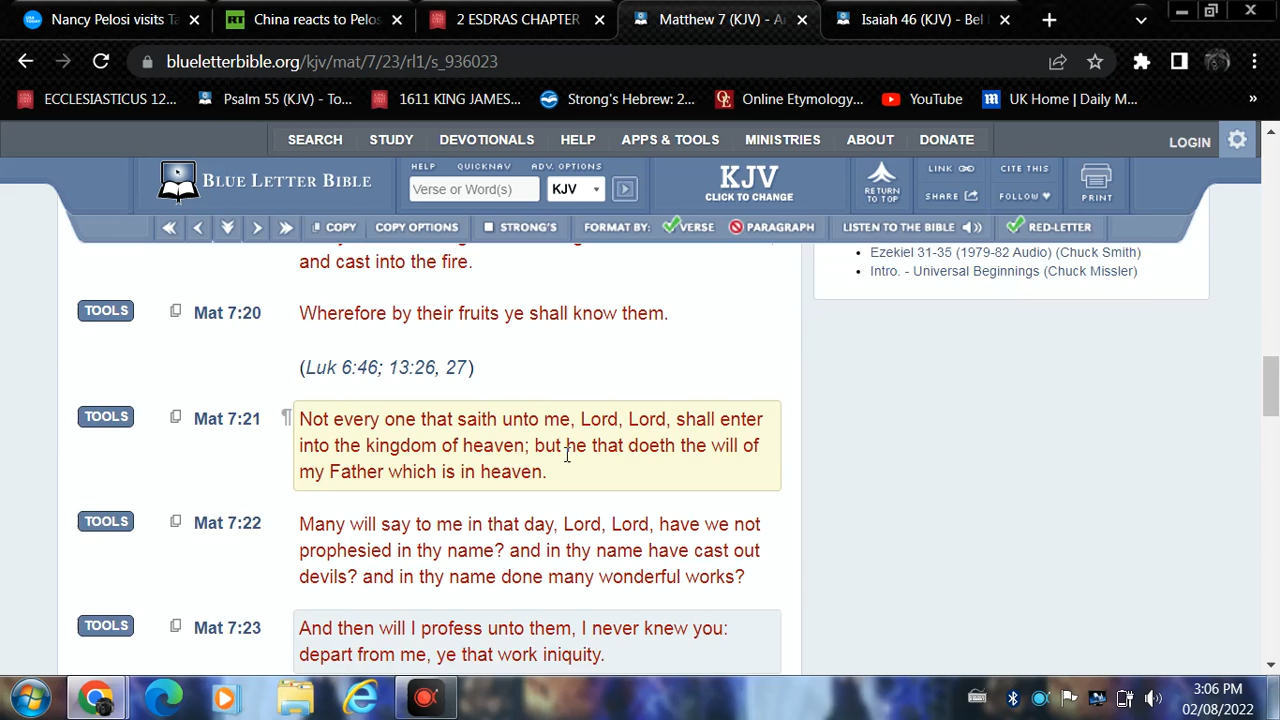 Nancy Pelosi visits Ta
China reacts to Pelos
2 ESDRAS CHAPTER
Matthew 7 (KJV) - A
Isaiah 46 (KJV) - Bel
blueletterbible.org/kjv/mat/7/23/rl1/s_936023
ECCLESIASTICUS 12...
Psalm 55 (KJV) - To...
1611 KING JAMES...
Strong's Hebrew: 2...
Online Etymology...
YouTube
UK Home | Daily M...
»
SEARCH STUDY DEVOTIONALS HELP APPS & TOOLS MINISTRIES ABOUT DONATE
LOGIN
BLUE LETTER BIBLE
HELP QUICKNAV ADV. OPTIONS
Verse or Word(s) KJV
KJV
CLICK TO CHANGE
RETURN
TO TOP
LINK
CITE THIS
SHARE
FOLLOW
PRINT
COPY COPY OPTIONS STRONG'S FORMAT BY: VERSE PARAGRAPH LISTEN TO THE BIBLE RED-LETTER
and cast into the fire.
Ezekiel 31-35 (1979-82 Audio) (Chuck Smith)
Intro. - Universal Beginnings (Chuck Missler)
TOOLS Mat 7:20 Wherefore by their fruits ye shall know them.
(Luk 6:46; 13:26, 27)
TOOLS Mat 7:21 ¶ Not every one that saith unto me, Lord, Lord, shall enter
into the kingdom of heaven; but he that doeth the will of
my Father which is in heaven.
TOOLS Mat 7:22 Many will say to me in that day, Lord, Lord, have we not
prophesied in thy name? and in thy name have cast out
devils? and in thy name done many wonderful works?
TOOLS Mat 7:23 And then will I profess unto them, I never knew you:
depart from me, ye that work iniquity.
3:06 PM
02/08/2022